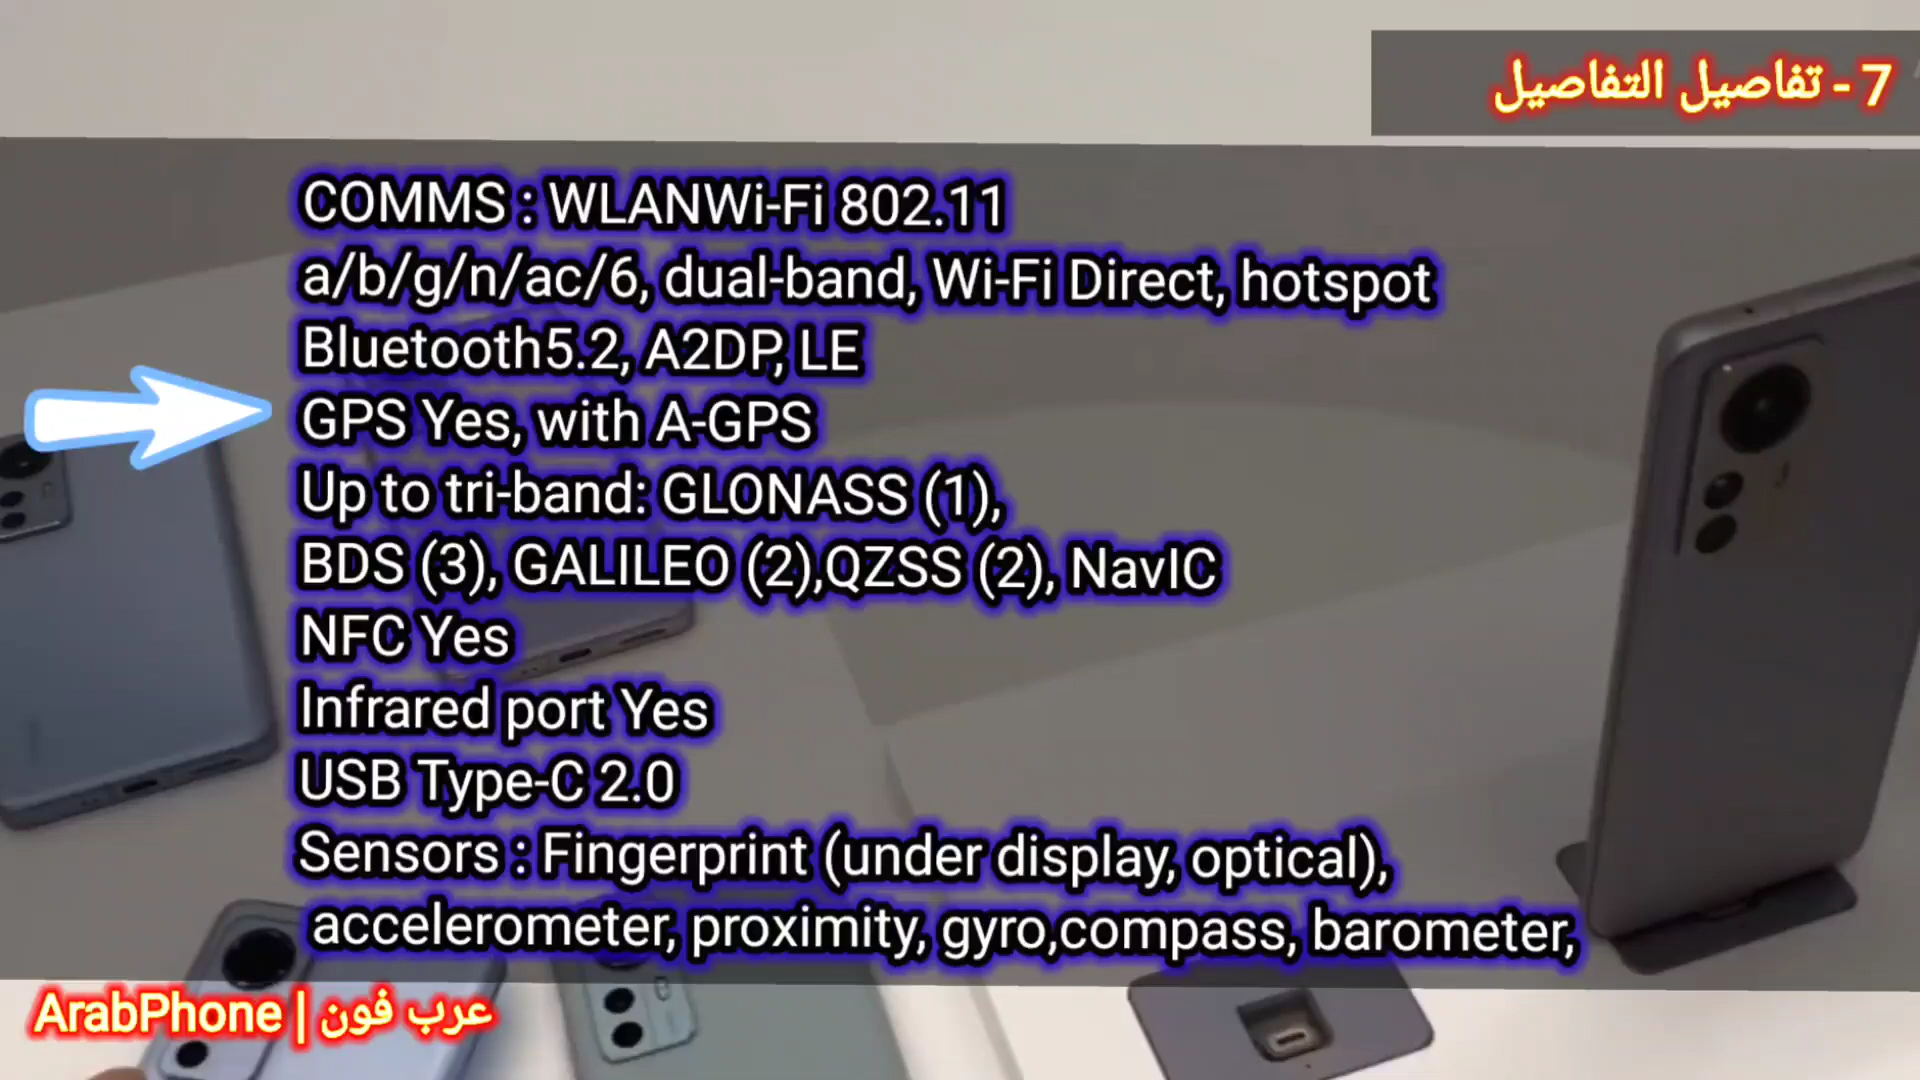 7 - تفاصيل التفاصيل
COMMS : WLANWi-Fi 802.11
a/b/g/n/ac/6, dual-band, Wi-Fi Direct, hotspot
Bluetooth5.2, A2DP, LE
GPS Yes, with A-GPS
Up to tri-band: GLONASS (1),
BDS (3), GALILEO (2),QZSS (2), NavIC
NFC Yes
Infrared port Yes
USB Type-C 2.0
Sensors : Fingerprint (under display, optical),
accelerometer, proximity, gyro,compass, barometer,
ArabPhone | عرب فون